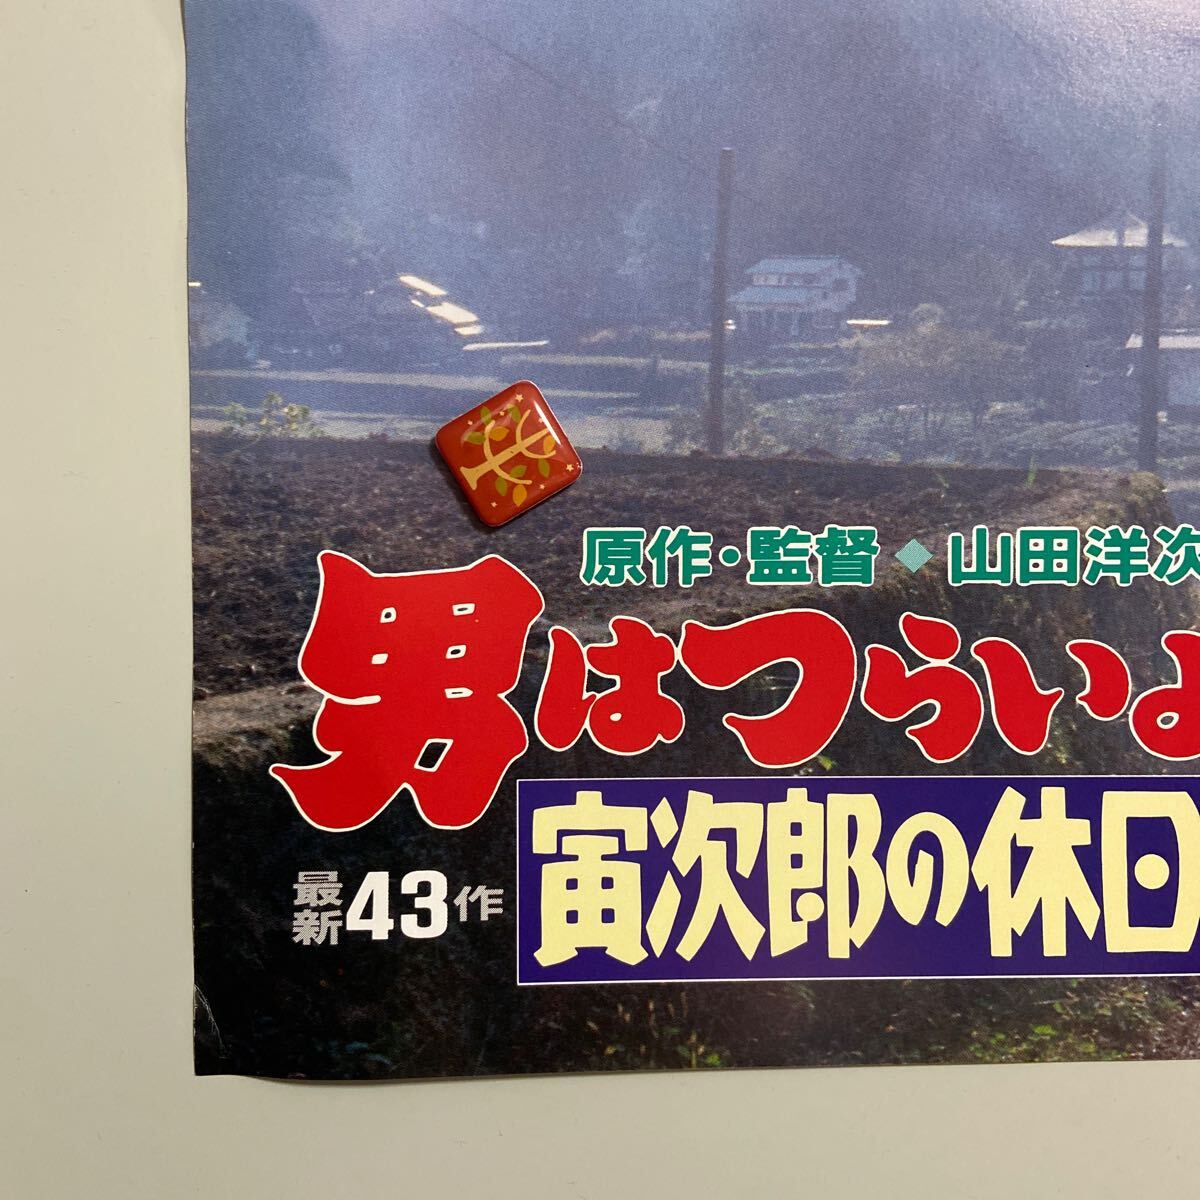 原作・監督◆山田洋次
男はつらいよ
寅次郎の休日
最新43作